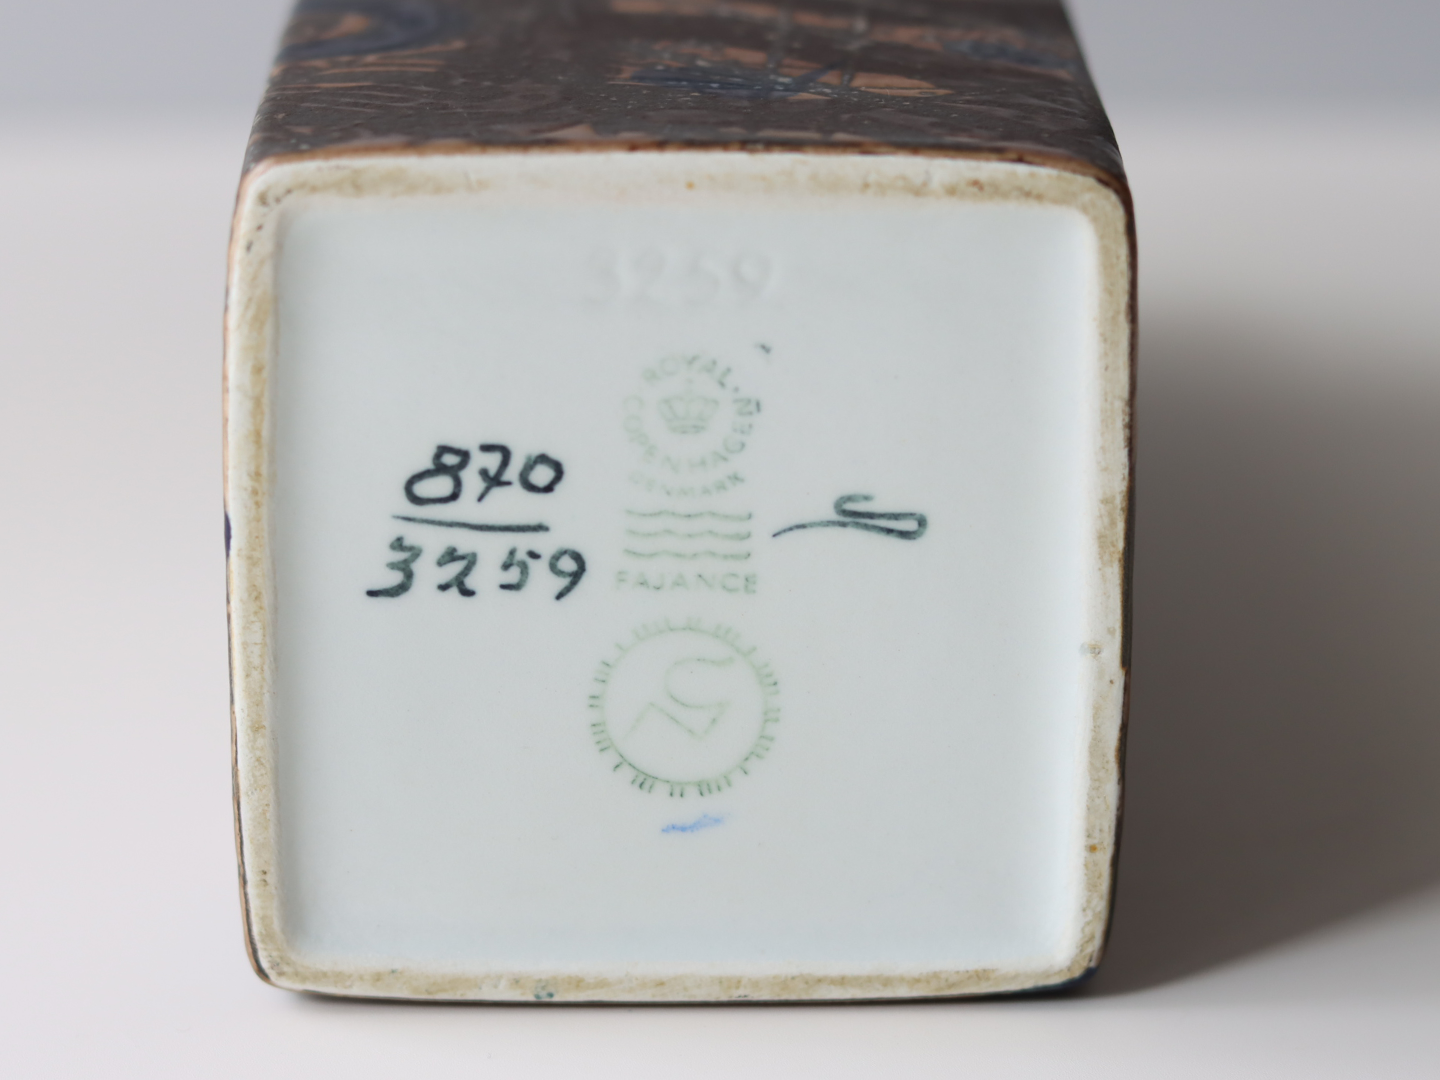 3259
ROYAL
COPENHAGEN
DENMARK
870
3259
FAJANCE